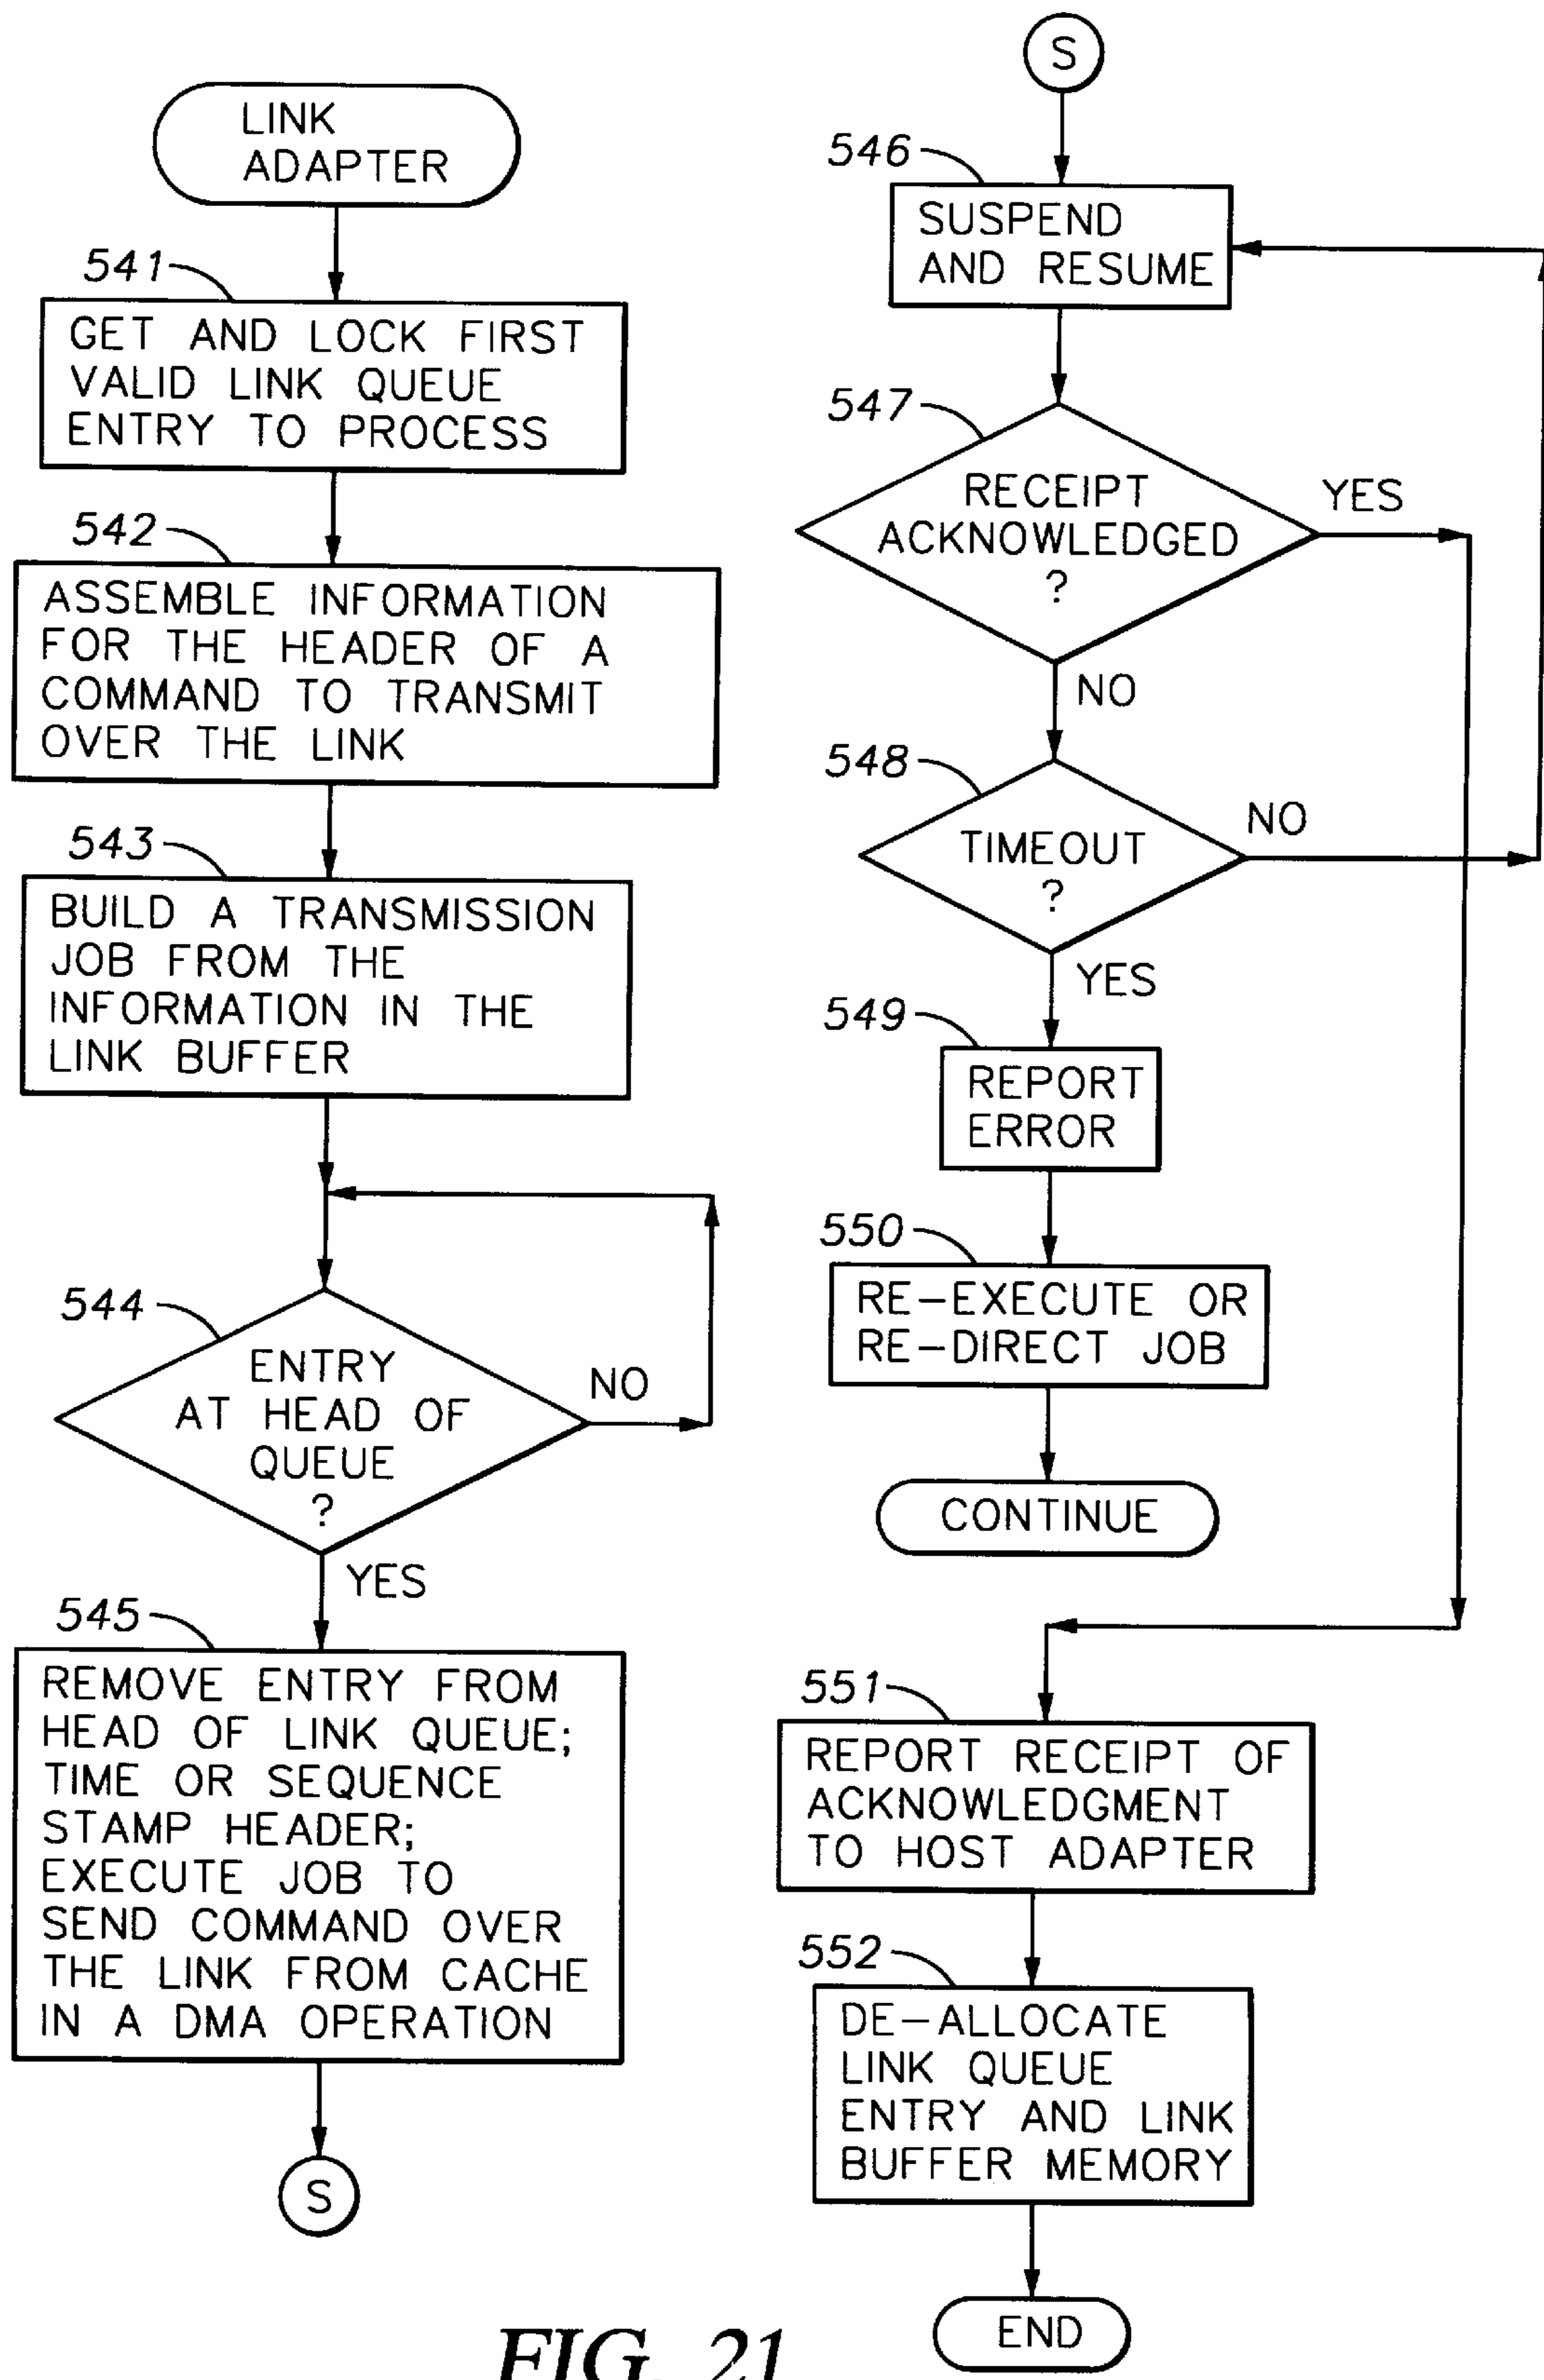 LINK
ADAPTER
541
GET AND LOCK FIRST
VALID LINK QUEUE
ENTRY TO PROCESS
542
ASSEMBLE INFORMATION
FOR THE HEADER OF A
COMMAND TO TRANSMIT
OVER THE LINK
543
BUILD A TRANSMISSION
JOB FROM THE
INFORMATION IN THE
LINK BUFFER
544
ENTRY
AT HEAD OF
QUEUE
?
NO
YES
545
REMOVE ENTRY FROM
HEAD OF LINK QUEUE;
TIME OR SEQUENCE
STAMP HEADER;
EXECUTE JOB TO
SEND COMMAND OVER
THE LINK FROM CACHE
IN A DMA OPERATION
S
S
546
SUSPEND
AND RESUME
547
RECEIPT
ACKNOWLEDGED
?
YES
NO
548
TIMEOUT
?
NO
YES
549
REPORT
ERROR
550
RE-EXECUTE OR
RE-DIRECT JOB
CONTINUE
551
REPORT RECEIPT OF
ACKNOWLEDGMENT
TO HOST ADAPTER
552
DE-ALLOCATE
LINK QUEUE
ENTRY AND LINK
BUFFER MEMORY
END
FIG. 21